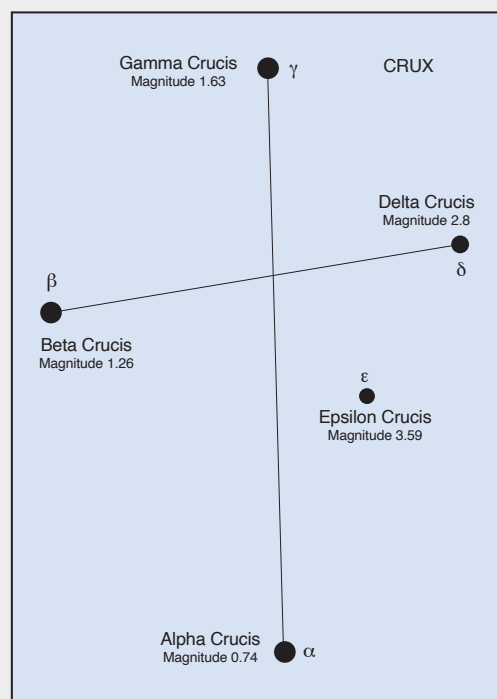 Gamma Crucis
Magnitude 1.63
γ
CRUX
Delta Crucis
Magnitude 2.8
δ
β
Beta Crucis
Magnitude 1.26
ε
Epsilon Crucis
Magnitude 3.59
Alpha Crucis
Magnitude 0.74
α